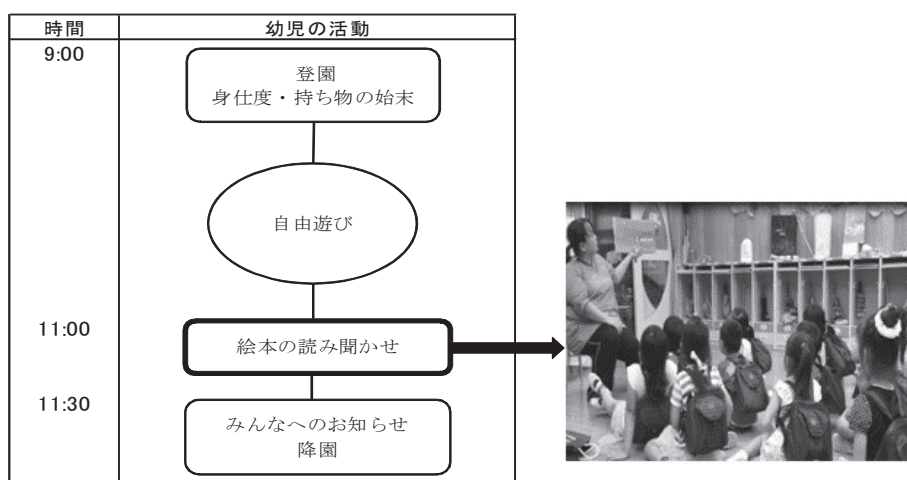 時間 幼児の活動
9:00
登園
身仕度・持ち物の始末
自由遊び
11:00
絵本の読み聞かせ
11:30
みんなへのお知らせ
降園